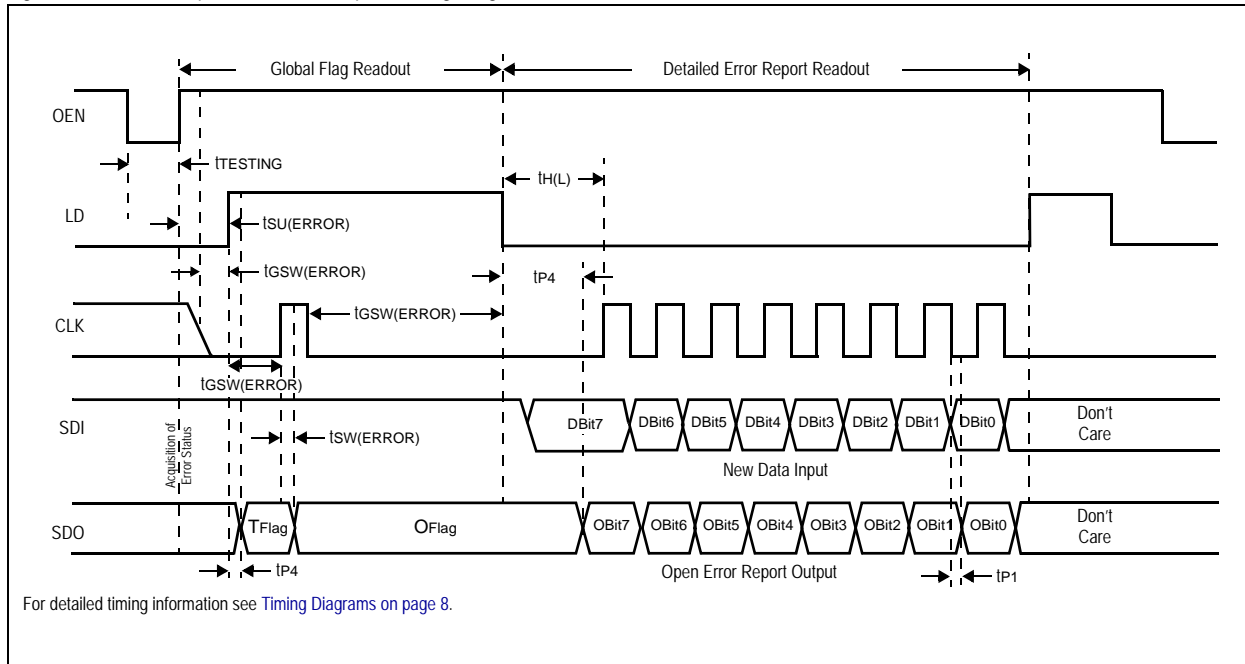 Global Flag Readout
Detailed Error Report Readout
OEN
tTESTING
tH(L)
LD
tSU(ERROR)
tGSW(ERROR)
tP4
CLK
tGSW(ERROR)
tGSW(ERROR)
SDI
DBit7
DBit6
DBit5
DBit4
DBit3
DBit2
DBit1
DBit0
Don't
Care
tSW(ERROR)
New Data Input
Acquisition of
Error Status
SDO
TFlag
OFlag
OBit7
OBit6
OBit5
OBit4
OBit3
OBit2
OBit1
OBit0
Don't
Care
tP4
Open Error Report Output
tP1
For detailed timing information see Timing Diagrams on page 8.